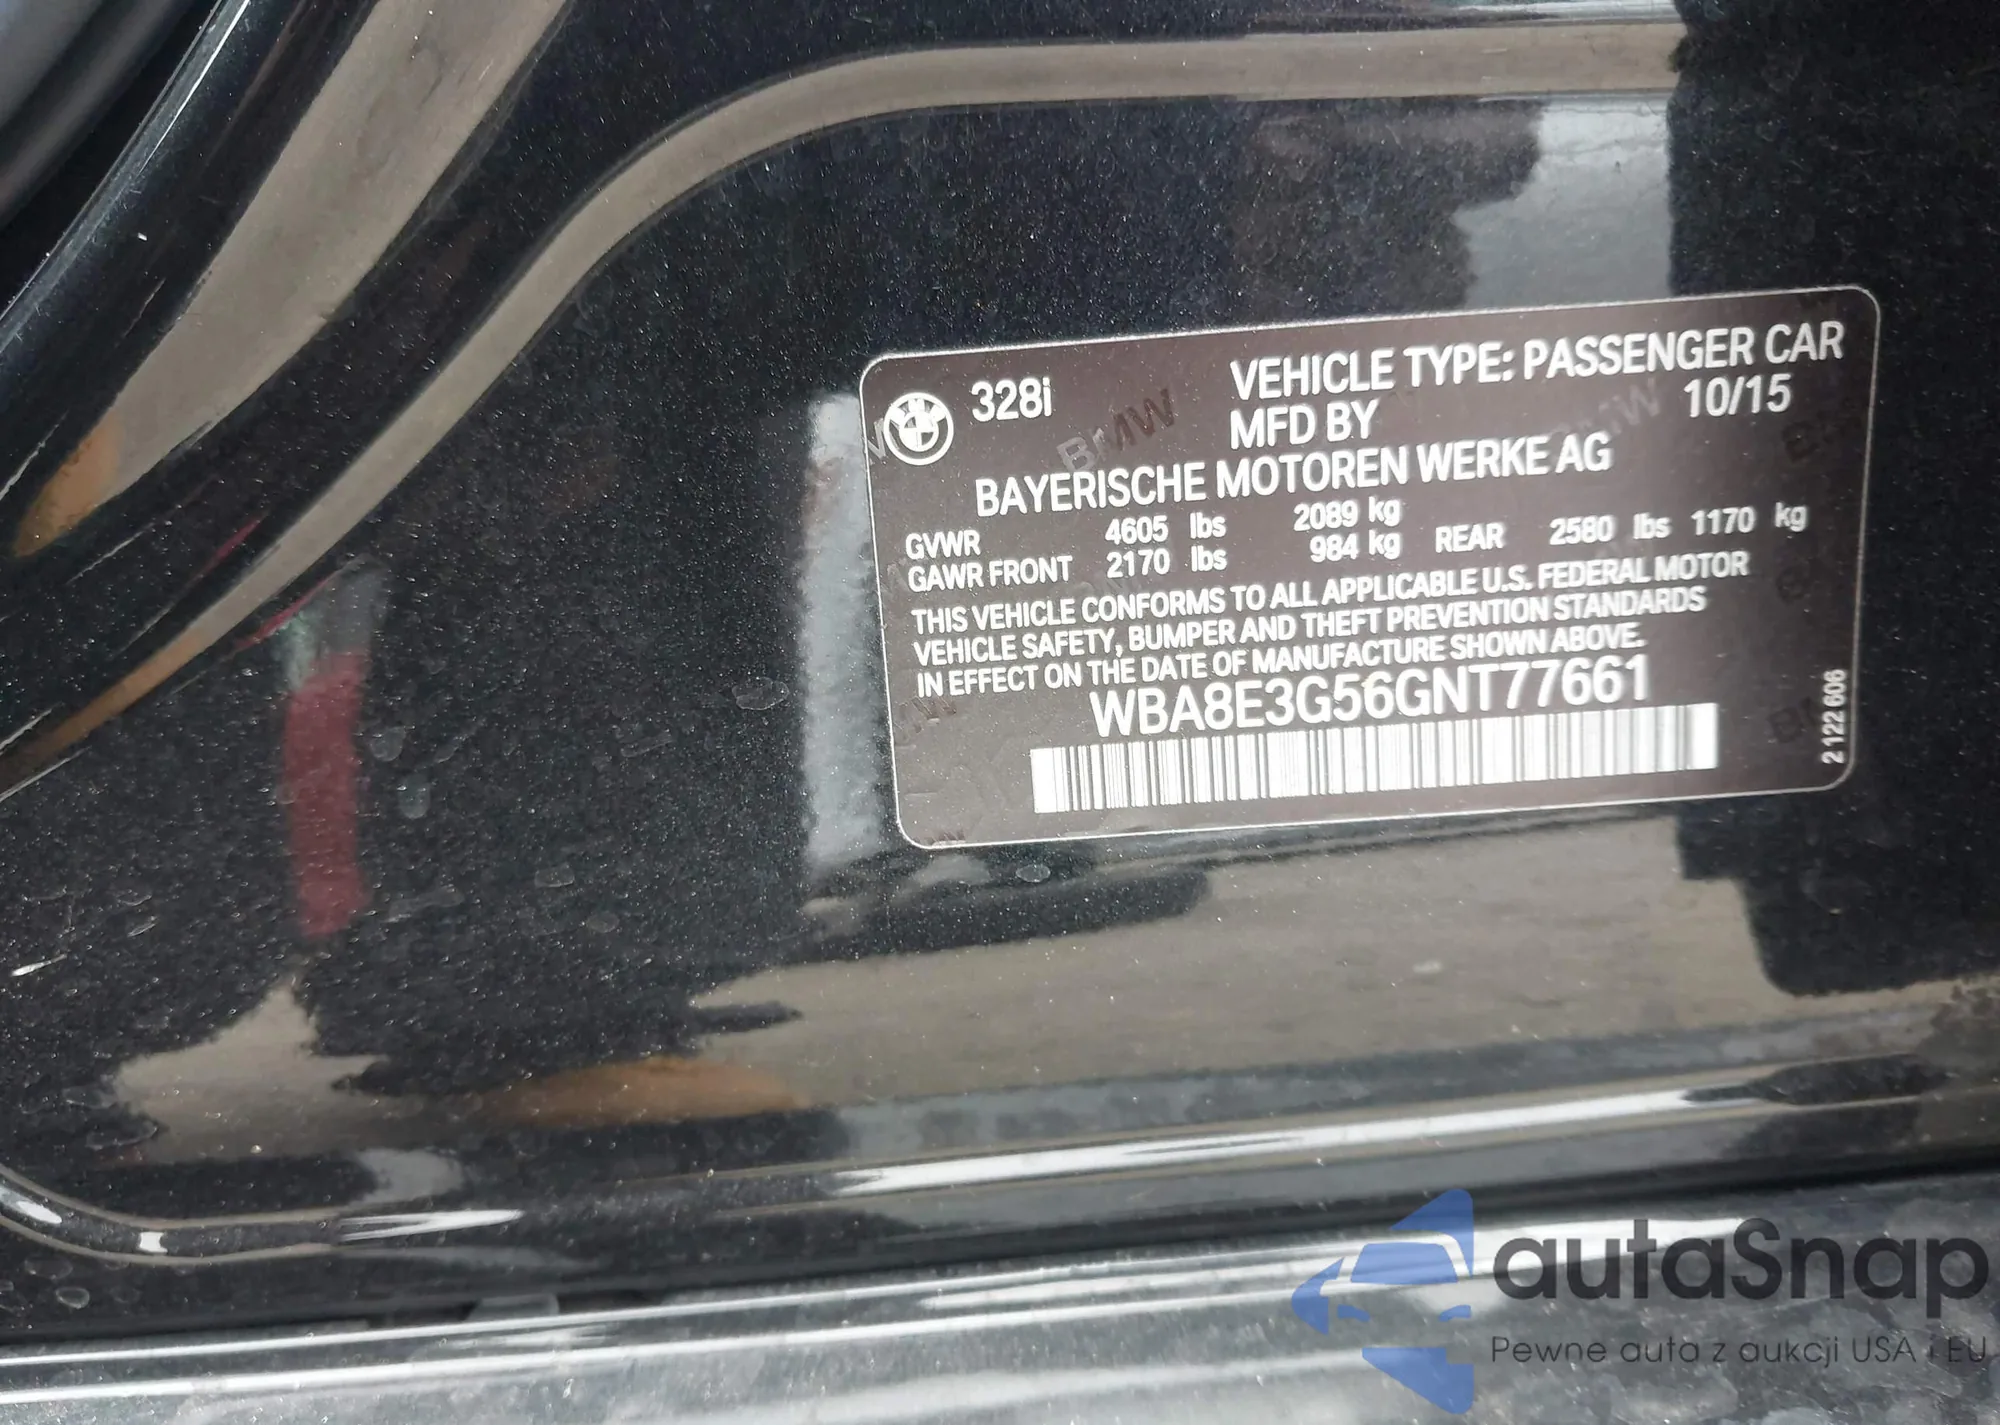 328i
VEHICLE TYPE: PASSENGER CAR
MFD BY 10/15
BAYERISCHE MOTOREN WERKE AG
GVWR 4605 lbs 2089 kg
GAWR FRONT 2170 lbs 984 kg REAR 2580 lbs 1170 kg
THIS VEHICLE CONFORMS TO ALL APPLICABLE U.S. FEDERAL MOTOR
VEHICLE SAFETY, BUMPER AND THEFT PREVENTION STANDARDS
IN EFFECT ON THE DATE OF MANUFACTURE SHOWN ABOVE.
WBA8E3G56GNT77661
2122 606
BMW
BMW
autaSnap
Pewne auta z aukcji USA i EU